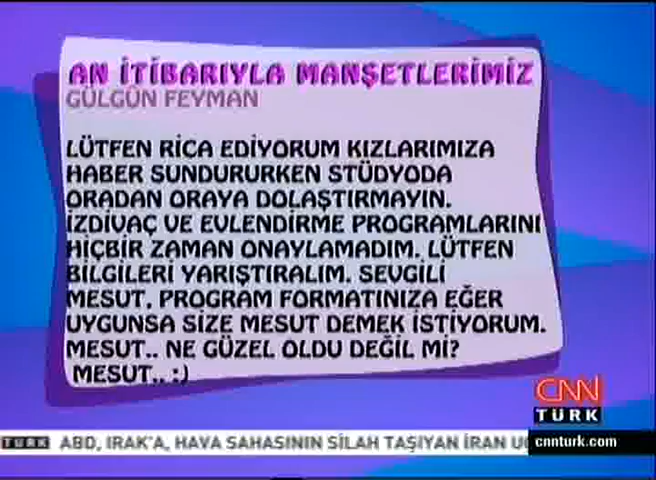 AN İTİBARIYLA MANŞETLERİMİZ
GÜLGÜN FEYMAN
LÜTFEN RİCA EDİYORUM KIZLARIMIZA
HABER SUNDURURKEN STÜDYODA
ORADAN ORAYA DOLAŞTIRMAYIN.
İZDİVAÇ VE EVLENDİRME PROGRAMLARINI
HİÇBİR ZAMAN ONAYLAMADIM. LÜTFEN
BİLGİLERİ YARIŞTIRALIM. SEVGİLİ
MESUT, PROGRAM FORMATINIZA EĞER
UYGUNSA SİZE MESUT DEMEK İSTİYORUM.
MESUT.. NE GÜZEL OLDU DEĞİL Mİ?
MESUT.. :)
CNN
TÜRK
TÜRK ABD, IRAK'A, HAVA SAHASININ SİLAH TAŞIYAN İRAN
cnnturk.com